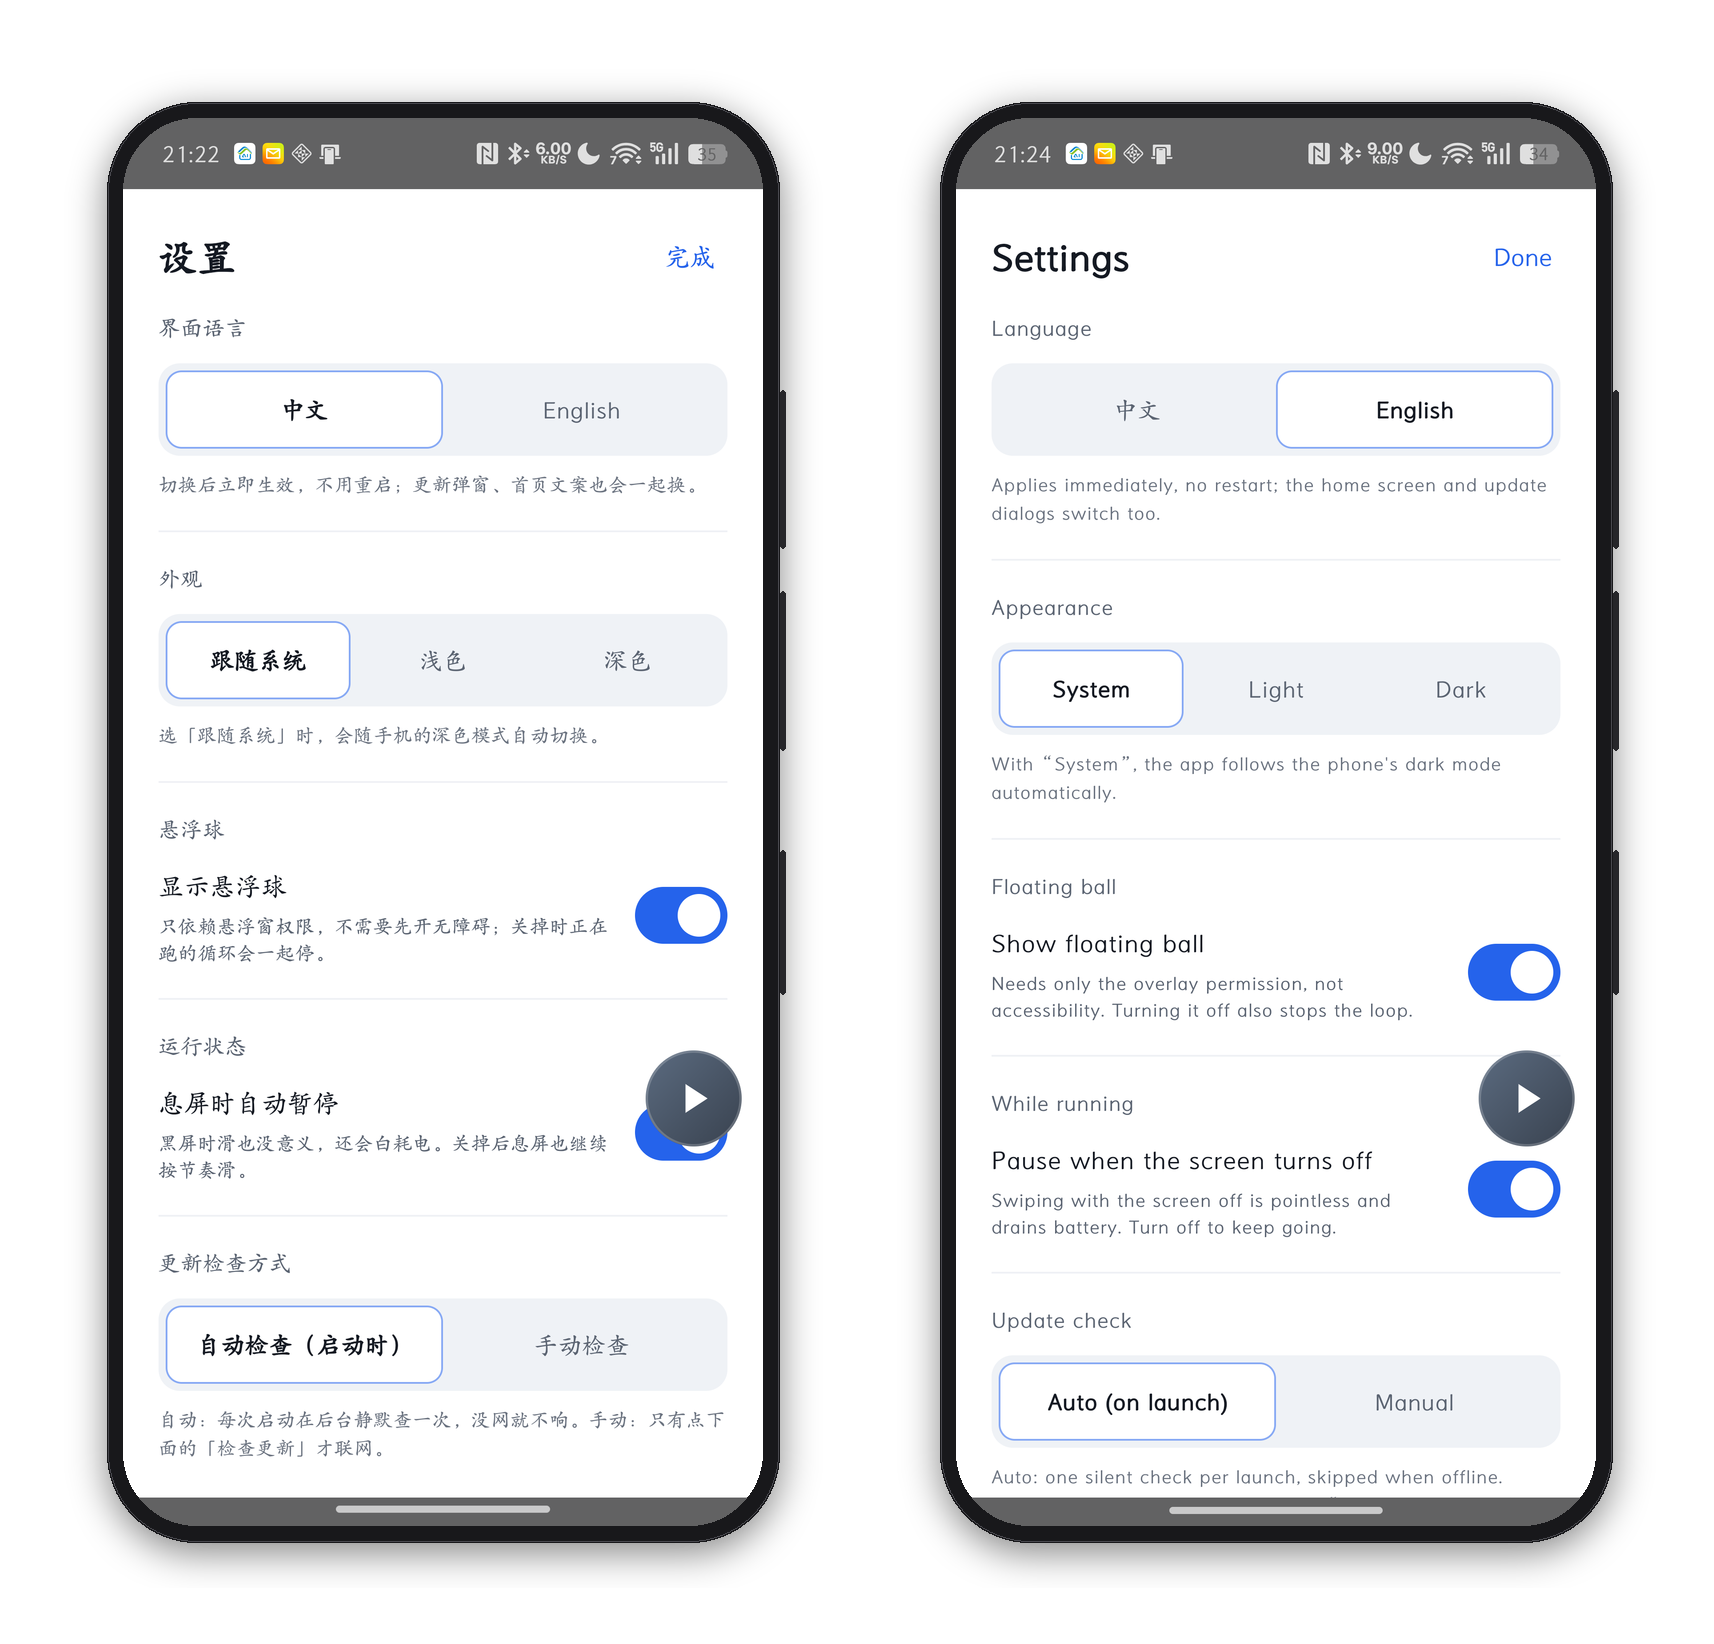 21:22
6.00
KB/S
7
5G
35
设置
完成
界面语言
中文
English
切换后立即生效，不用重启；更新弹窗、首页文案也会一起换。
外观
跟随系统
浅色
深色
选「跟随系统」时，会随手机的深色模式自动切换。
悬浮球
显示悬浮球
只依赖悬浮窗权限，不需要先开无障碍；关掉时正在
跑的循环会一起停。
运行状态
息屏时自动暂停
黑屏时滑也没意义，还会白耗电。关掉后息屏也继续
按节奏滑。
更新检查方式
自动检查（启动时）
手动检查
自动：每次启动在后台静默查一次，没网就不响。手动：只有点下
面的「检查更新」才联网。
21:24
9.00
KB/S
7
5G
34
Settings
Done
Language
中文
English
Applies immediately, no restart; the home screen and update
dialogs switch too.
Appearance
System
Light
Dark
With “System”, the app follows the phone's dark mode
automatically.
Floating ball
Show floating ball
Needs only the overlay permission, not
accessibility. Turning it off also stops the loop.
While running
Pause when the screen turns off
Swiping with the screen off is pointless and
drains battery. Turn off to keep going.
Update check
Auto (on launch)
Manual
Auto: one silent check per launch, skipped when offline.